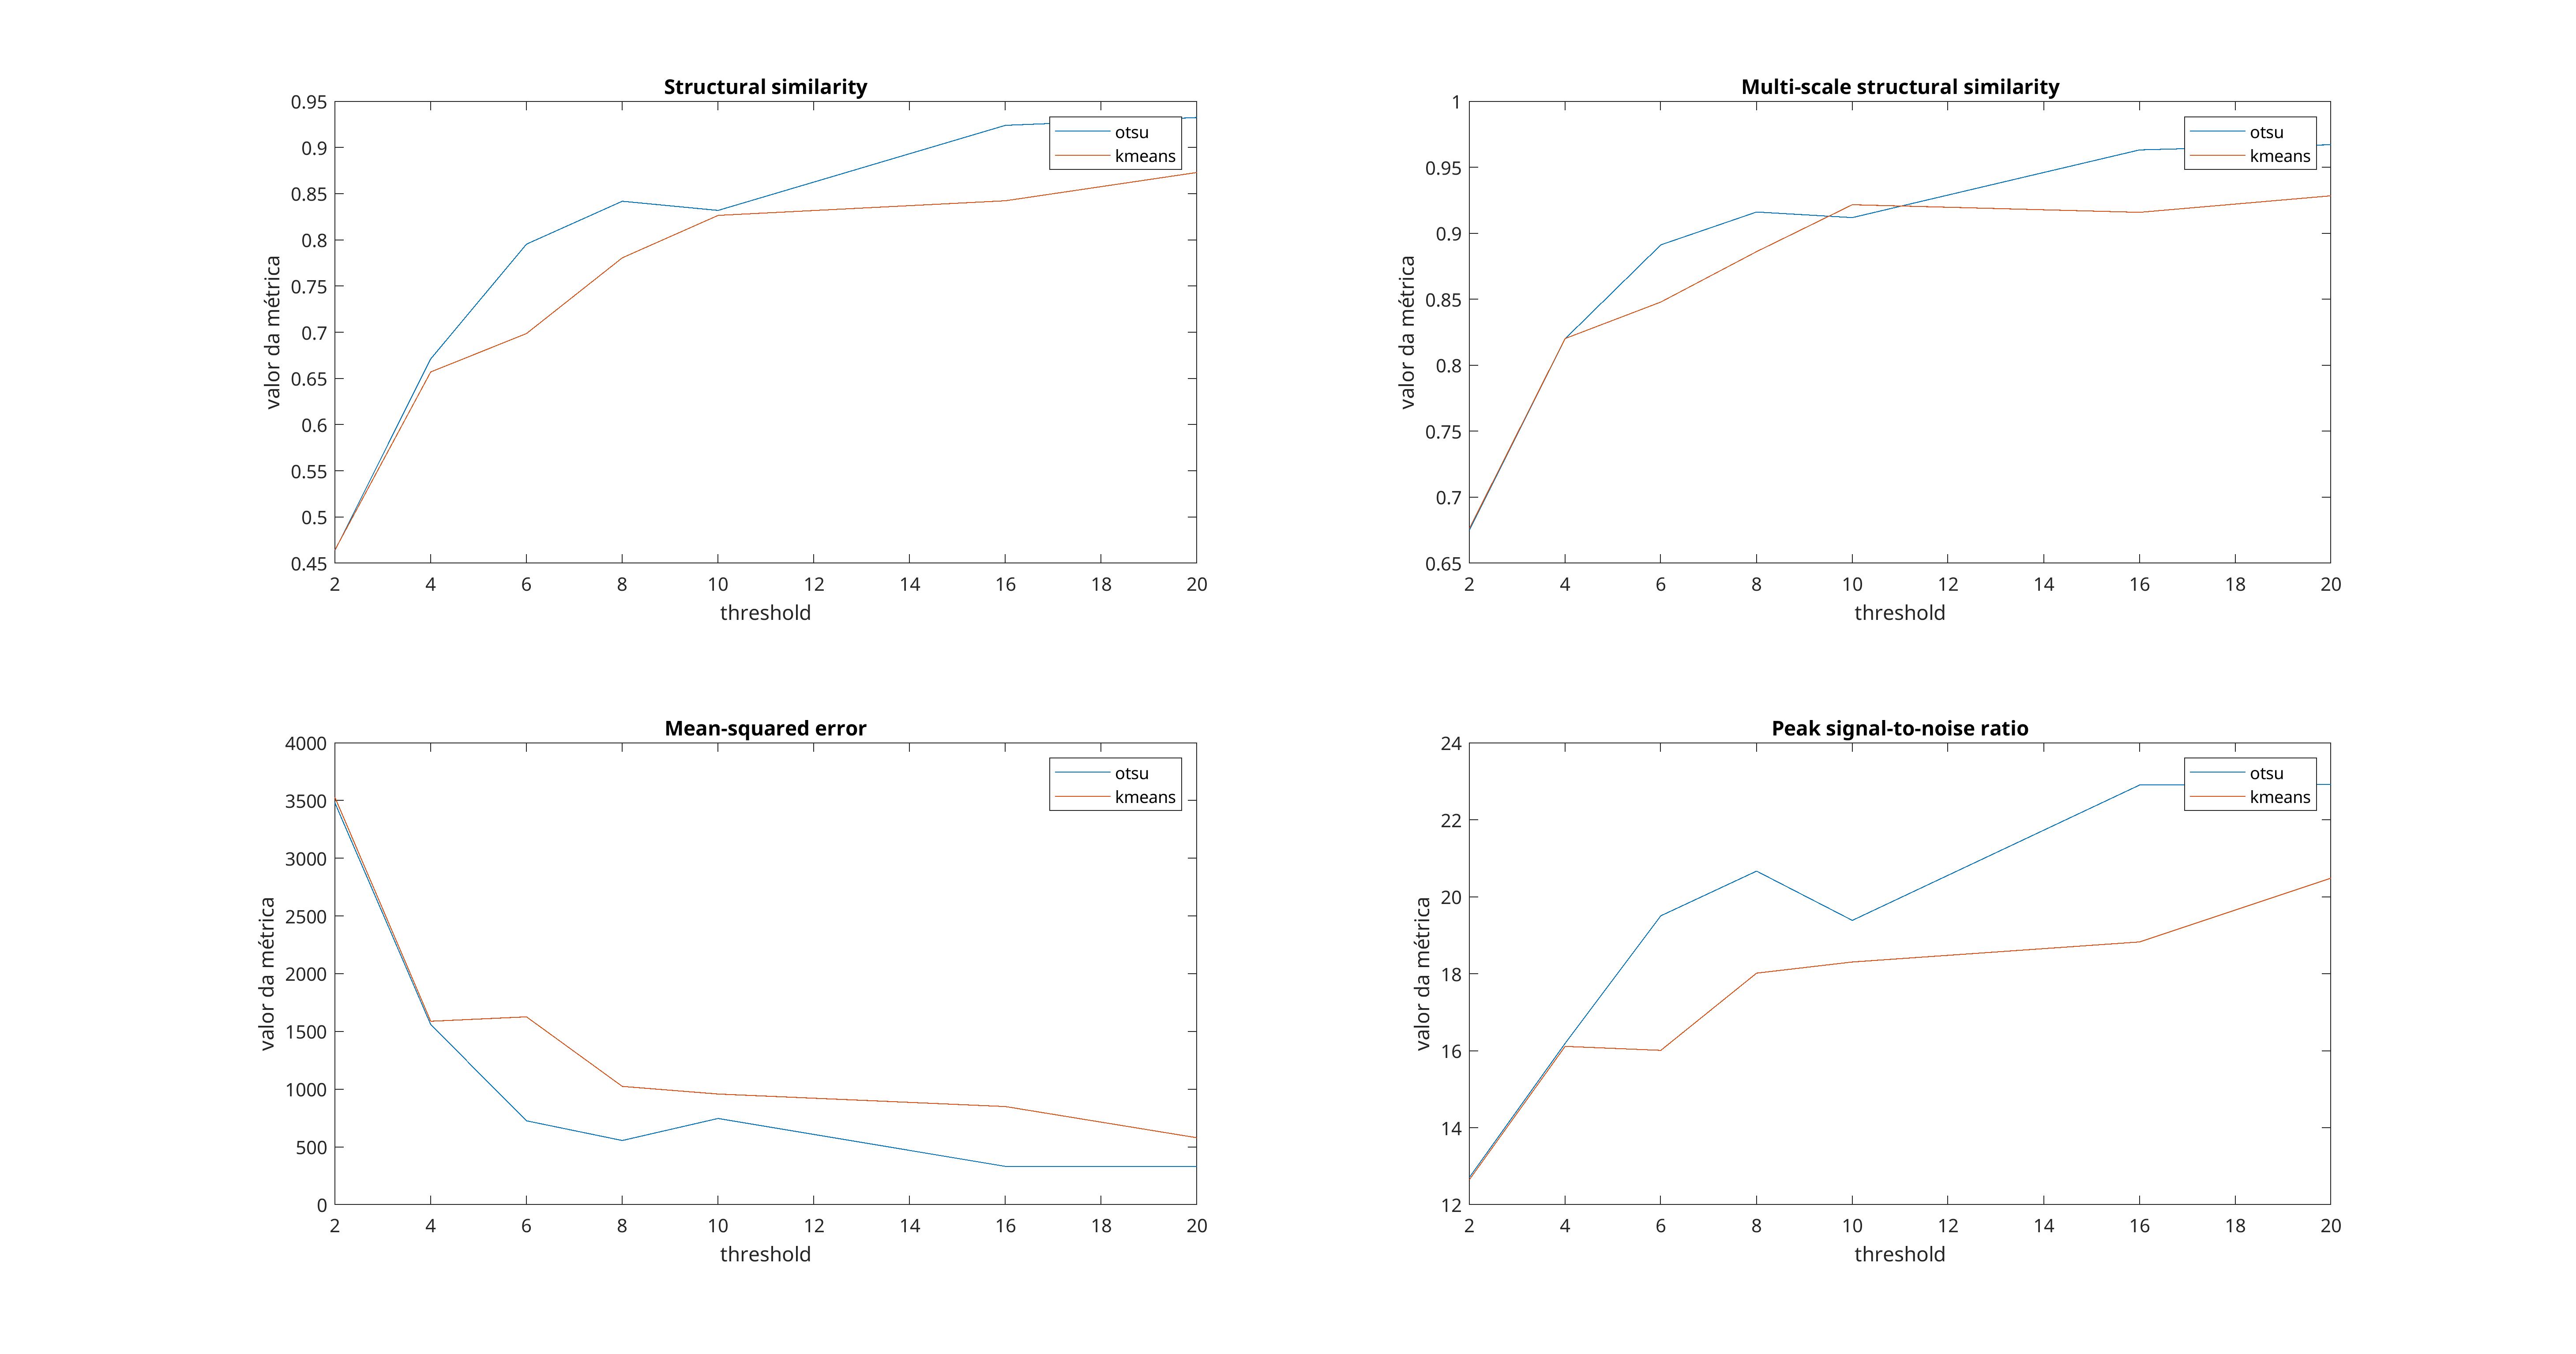 Structural similarity
0.95
0.9
0.85
0.8
0.75
0.7
0.65
0.6
0.55
0.5
0.45
valor da métrica
otsu
kmeans
2 4 6 8 10 12 14 16 18 20
threshold
Multi-scale structural similarity
1
0.95
0.9
0.85
0.8
0.75
0.7
0.65
valor da métrica
otsu
kmeans
2 4 6 8 10 12 14 16 18 20
threshold
Mean-squared error
4000
3500
3000
2500
2000
1500
1000
500
0
valor da métrica
otsu
kmeans
2 4 6 8 10 12 14 16 18 20
threshold
Peak signal-to-noise ratio
24
22
20
18
16
14
12
valor da métrica
otsu
kmeans
2 4 6 8 10 12 14 16 18 20
threshold